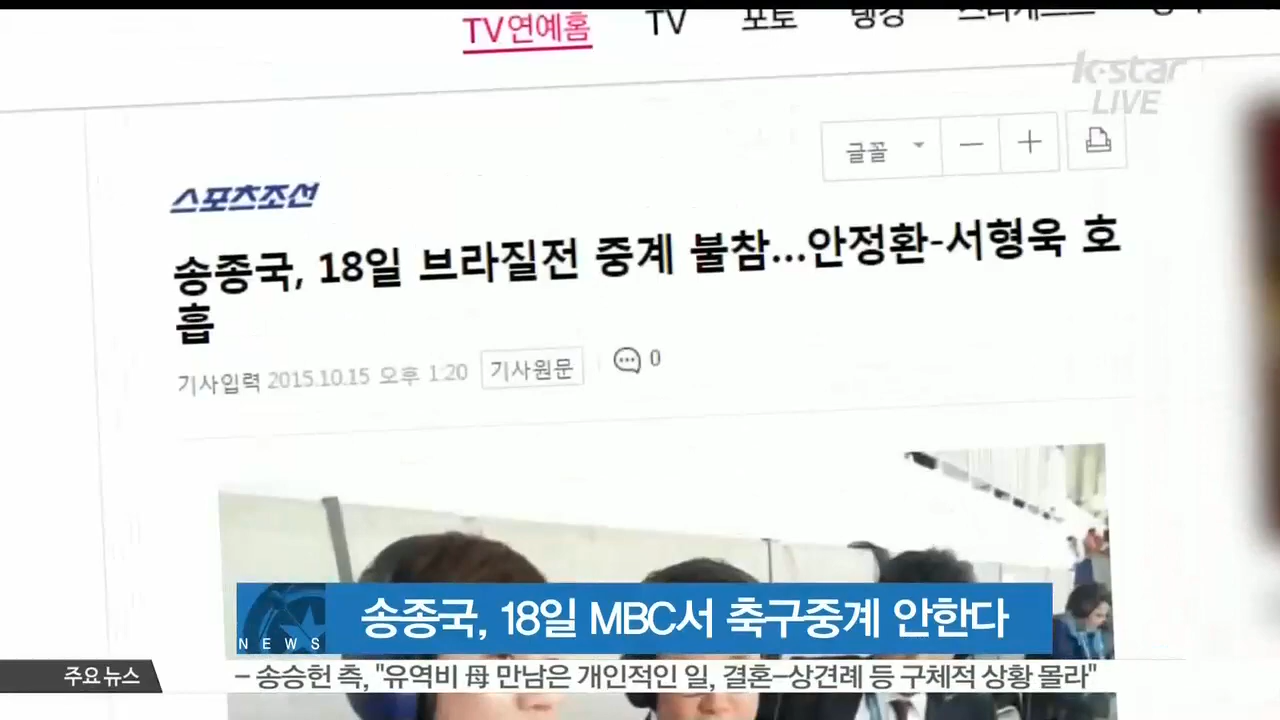 TV연예홈 TV 포토 랭킹
k·star
LIVE
글꼴
스포츠조선
송종국, 18일 브라질전 중계 불참...안정환-서형욱 호
흡
기사입력 2015.10.15 오후 1:20 기사원문 0
NEWS 송종국, 18일 MBC서 축구중계 안한다
주요뉴스 - 송승헌 측, "유역비 母 만남은 개인적인 일, 결혼-상견례 등 구체적 상황 몰라"